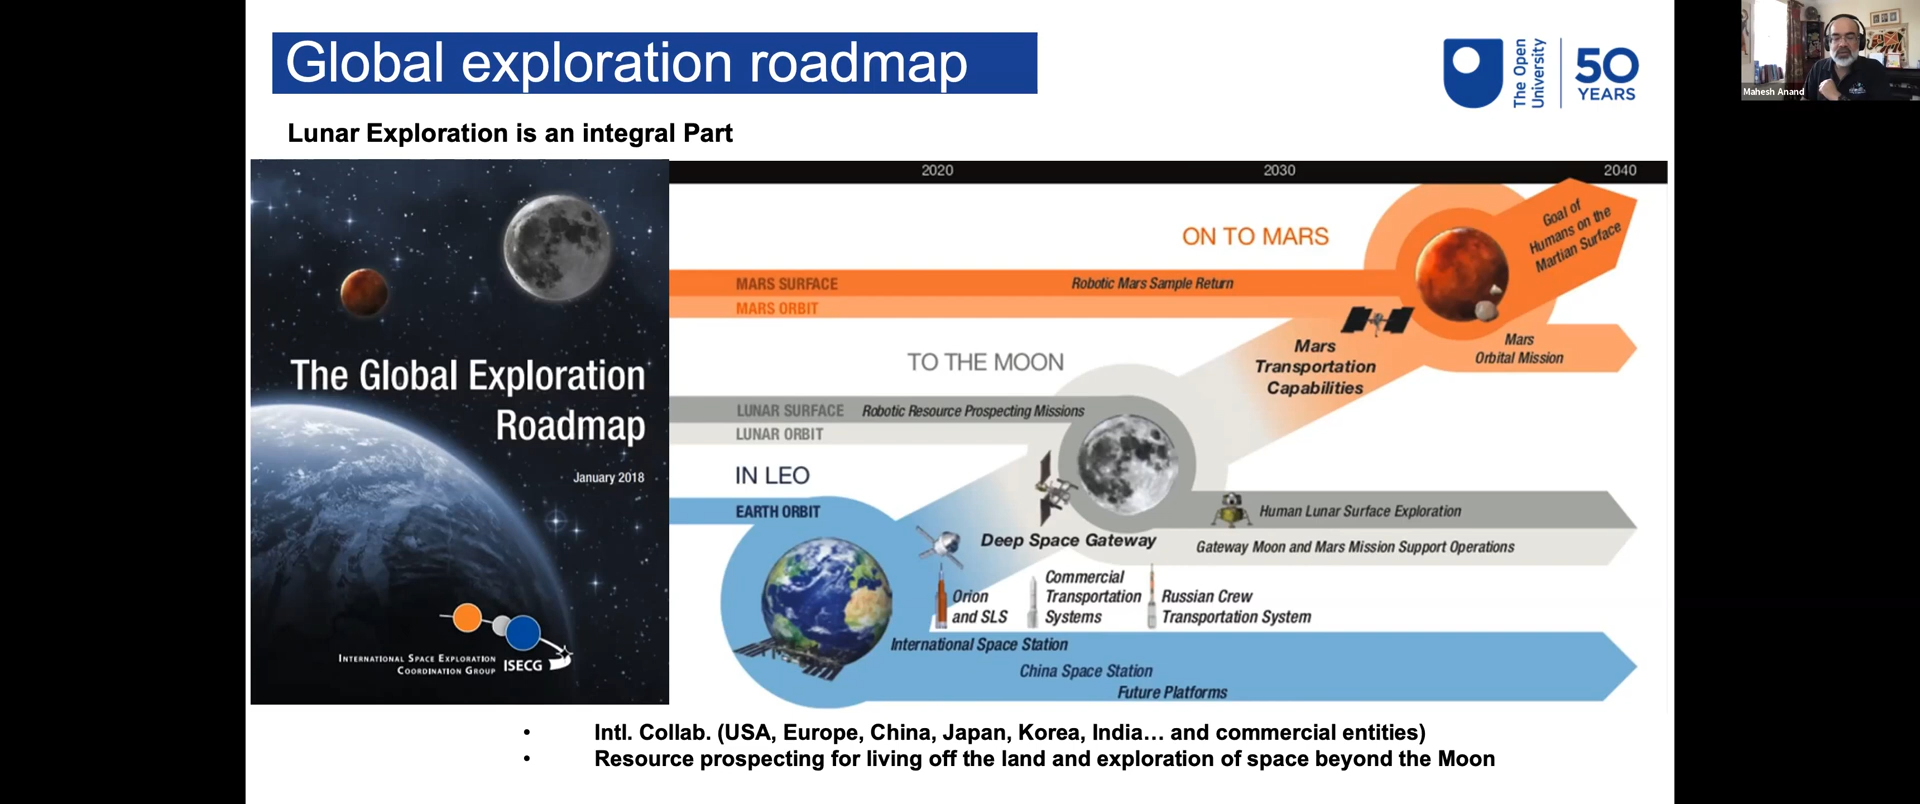 Global exploration roadmap
The Open
University
50
YEARS
Mahesh Anand
Lunar Exploration is an integral Part
The Global Exploration
Roadmap
January 2018
INTERNATIONAL SPACE EXPLORATION
COORDINATION GROUP
ISECG
2020 2030 2040
ON TO MARS
Goal of
Humans on the
Martian Surface
MARS SURFACE Robotic Mars Sample Return
MARS ORBIT
Mars
Transportation
Capabilities
Mars
Orbital Mission
TO THE MOON
LUNAR SURFACE Robotic Resource Prospecting Missions
LUNAR ORBIT
IN LEO
EARTH ORBIT
Human Lunar Surface Exploration
Deep Space Gateway
Gateway Moon and Mars Mission Support Operations
Orion
and SLS
Commercial
Transportation
Systems
Russian Crew
Transportation System
International Space Station
China Space Station
Future Platforms
• Intl. Collab. (USA, Europe, China, Japan, Korea, India… and commercial entities)
• Resource prospecting for living off the land and exploration of space beyond the Moon